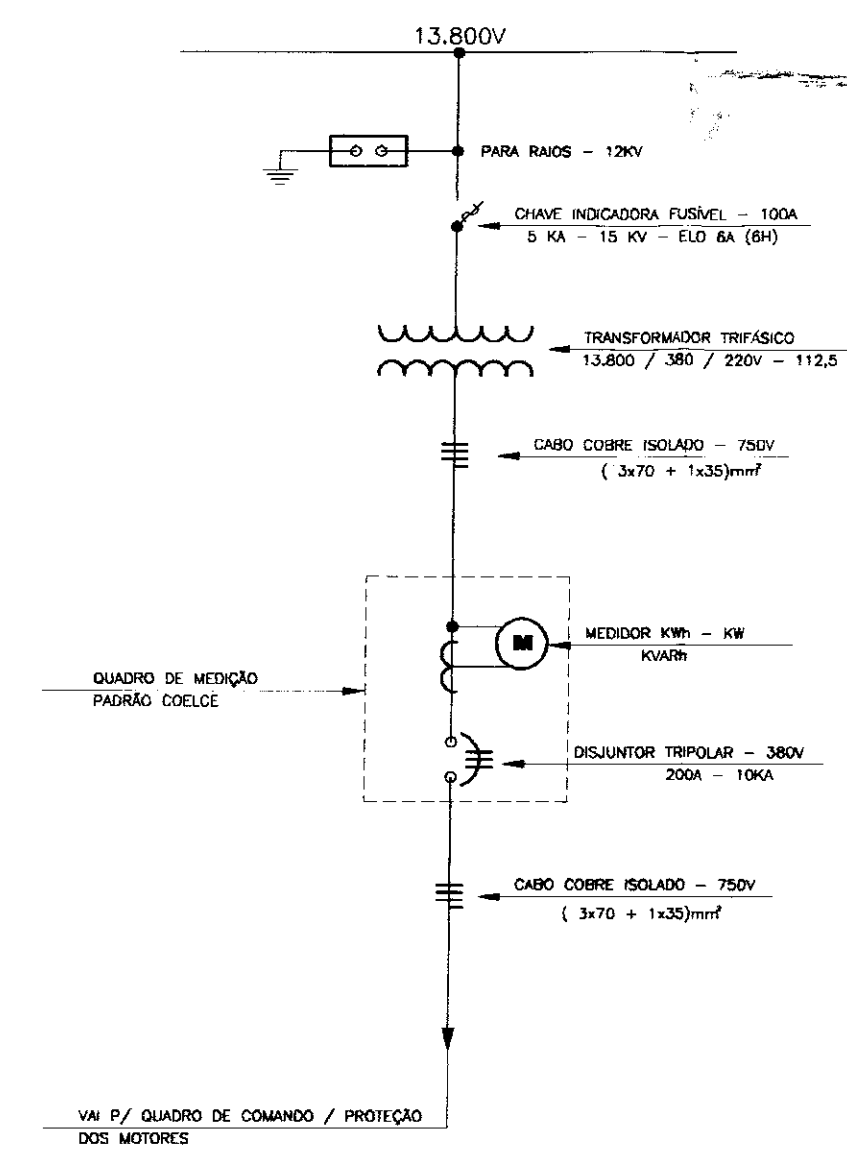 13.800V
PARA RAIOS - 12KV
CHAVE INDICADORA FUSÍVEL - 100A
5 KA - 15 KV - ELO 6A (6H)
TRANSFORMADOR TRIFÁSICO
13.800 / 380 / 220V - 112,5
CABO COBRE ISOLADO - 750V
( 3x70 + 1x35)mm²
M
MEDIDOR KWh - KW
KVARh
QUADRO DE MEDIÇÃO
PADRÃO COELCE
DISJUNTOR TRIPOLAR - 380V
200A - 10KA
CABO COBRE ISOLADO - 750V
( 3x70 + 1x35)mm²
VAI P/ QUADRO DE COMANDO / PROTEÇÃO
DOS MOTORES